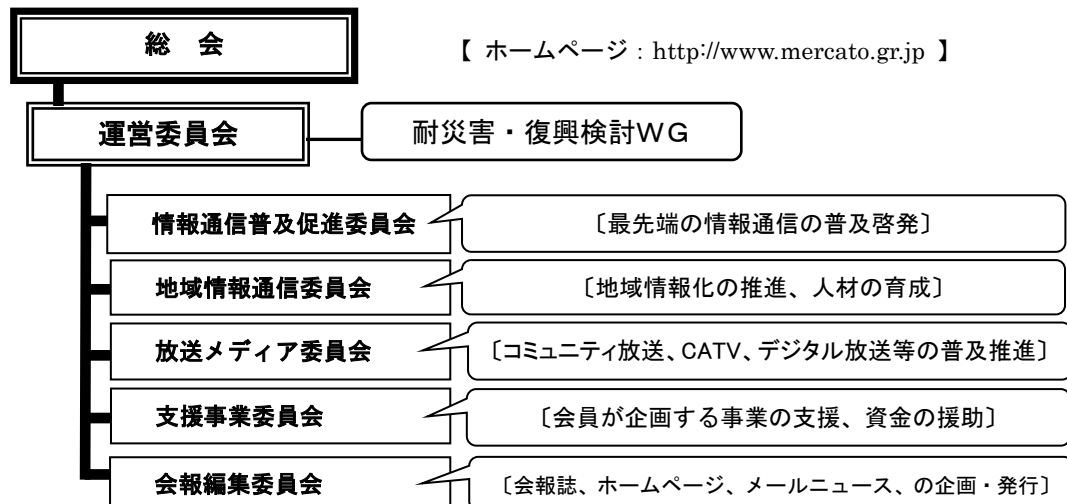 総 会
【 ホームページ : http://www.mercato.gr.jp 】
運営委員会
耐災害・復興検討WG
情報通信普及促進委員会
〔最先端の情報通信の普及啓発〕
地域情報通信委員会
〔地域情報化の推進、人材の育成〕
放送メディア委員会
〔コミュニティ放送、CATV、デジタル放送等の普及推進〕
支援事業委員会
〔会員が企画する事業の支援、資金の援助〕
会報編集委員会
〔会報誌、ホームページ、メールニュース、の企画・発行〕